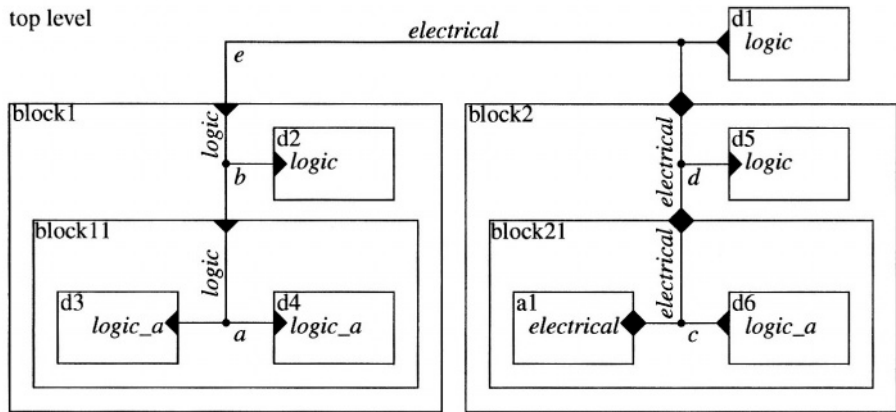 top level
electrical
d1
logic
e
block1
logic
d2
logic
b
block2
electrical
d5
logic
d
block11
logic
d3
logic_a
d4
logic_a
a
block21
electrical
a1
electrical
d6
logic_a
c